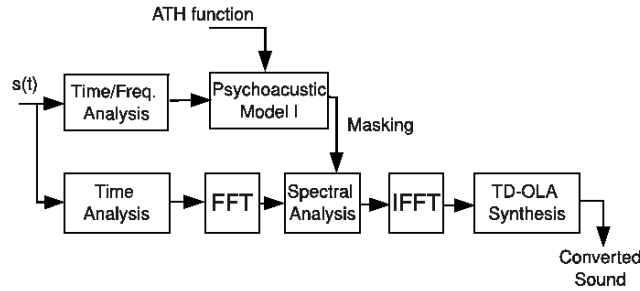 ATH function
s(t)
Time/Freq.
Analysis
Psychoacustic
Model I
Masking
Time
Analysis
FFT
Spectral
Analysis
IFFT
TD-OLA
Synthesis
Converted
Sound